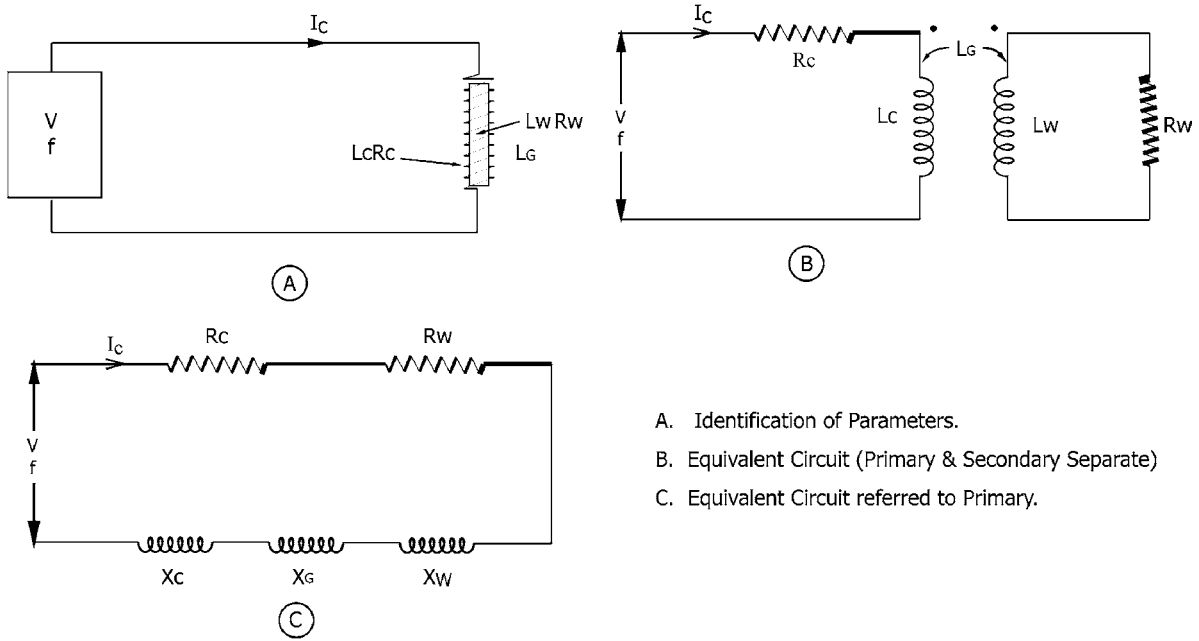 IC
V
f
Lw Rw
LcRc
LG
A
IC
Rc
LG
V
f
Lc
Lw
Rw
B
IC
Rc
Rw
V
f
Xc
XG
Xw
C
A. Identification of Parameters.
B. Equivalent Circuit (Primary & Secondary Separate)
C. Equivalent Circuit referred to Primary.